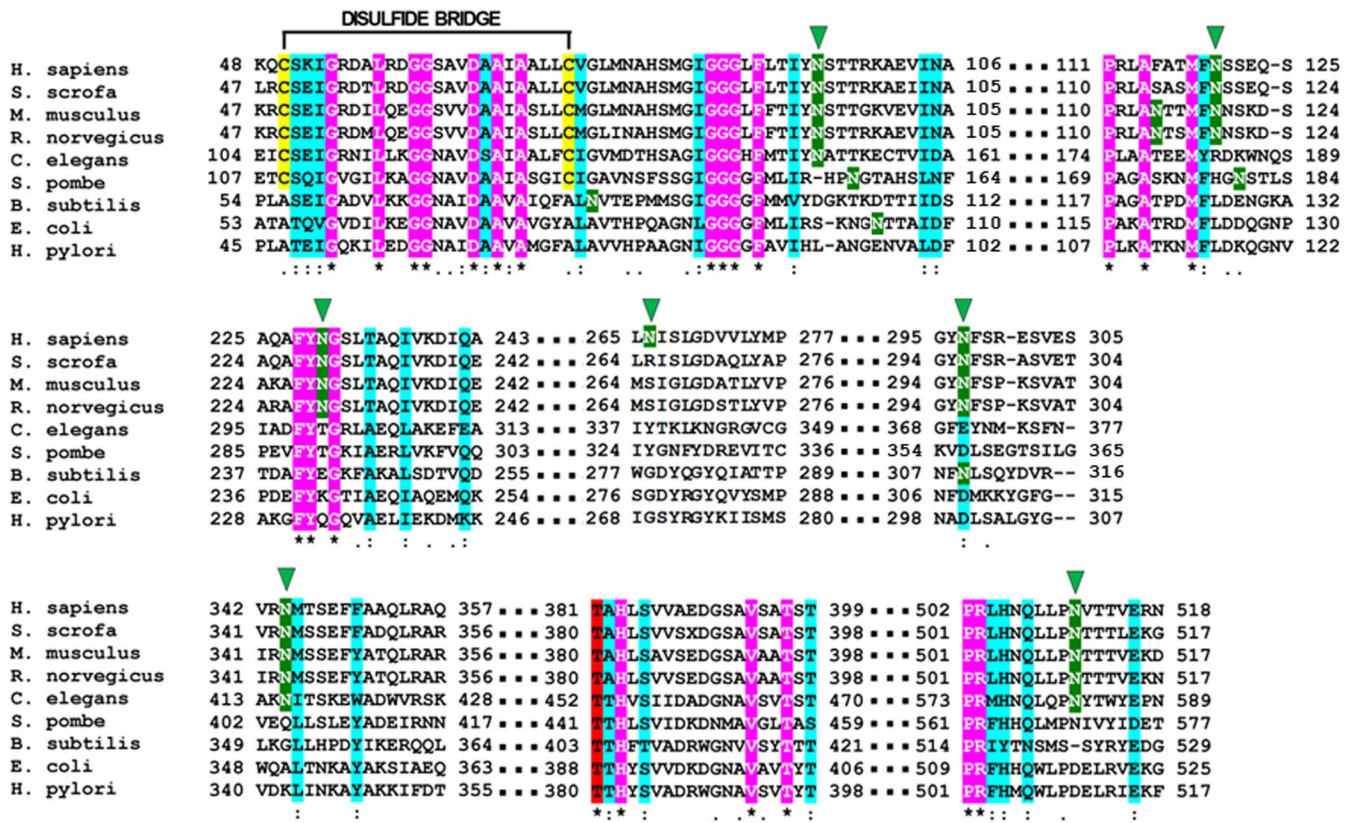 DISULFIDE BRIDGE
H. sapiens 48 KQCSKIGRDALRDGGSAVDAAIAALLCVGLMNAHSMGIGGGLFLTIYNSTTRKAEVINA 106 ▪▪▪ 111 PRLAFATMFNSSEQ-S 125
S. scrofa 47 LRCSEIGRDTLRDGGSAVDAAIAALLCVGLMNAHSMGIGGGLFLTIYNSTTRKAEIINA 105 ▪▪▪ 110 PRLASASMFNSSEQ-S 124
M. musculus 47 KRCSEIGRDILQEGGSVVDAAIAALLCMGLMNAHSMGIGGGLFFTIYNSTTGKVEVINA 105 ▪▪▪ 110 PRLANTTMFNNSKD-S 124
R. norvegicus 47 KRCSEIGRDMLQEGGSVVDAAIASLLCMGLINAHSMGIGGGLFFTIYNSTTRKAEVINA 105 ▪▪▪ 110 PRLANTSMFNNSKD-S 124
C. elegans 104 EICSEIGRNILLKGGNAVDSAIAALFCIGVMDTHSAGIGGGHFMTIYNATTKECTVIDA 161 ▪▪▪ 174 PLAATEEMYRDKWNQS 189
S. pombe 107 ETCSQIGVGILKAGGNAVDAAIASGICIGAVNSFSSGIGGGGFMLIR-HPNGTAHSLNF 164 ▪▪▪ 169 PAGASKNMFHGNSTLS 184
B. subtilis 54 PLASEIGADVLKKGGNAIDAAVAIQFALNVTEPMMSGIGGGGFMMVYDGKTKDTTIIDS 112 ▪▪▪ 117 PAGATPDMFLDENGKA 132
E. coli 53 ATATQVGVDILKEGGNAVDAAVAVGYALAVTHPQAGNIGGGGFMLIRS-KNGNTTAIDF 110 ▪▪▪ 115 PAKATRDMFLDDQGNP 130
H. pylori 45 PLATEIGQKILEDGGNAIDAAVAMGFALAVVHPAAGNIGGGGFAVIHL-ANGENVALDF 102 ▪▪▪ 107 PLKATKNMFLDKQGNV 122
.:::* * ** *:* * .: .. .:*** * : :: * * *: ..
H. sapiens 225 AQAFYNGSLTAQIVKDIQA 243 ▪▪▪ 265 LNISLGDVVLYMP 277 ▪▪▪ 295 GYNFSR-ESVES 305
S. scrofa 224 AQAFYNGSLTAQIVKDIQA 242 ▪▪▪ 264 LRISLGDAQLYAP 276 ▪▪▪ 294 GYNFSR-ASVET 304
M. musculus 224 AKAFYNGSLTAQIVKDIQE 242 ▪▪▪ 264 MSIGLGDATLYVP 276 ▪▪▪ 294 GYNFSP-KSVAT 304
R. norvegicus 224 ARAFYNGSLTAQIVKDIQE 242 ▪▪▪ 264 MSIGLGDSTLYVP 276 ▪▪▪ 294 GYNFSP-KSVAT 304
C. elegans 295 IADFYTGRLAEQLAKEFEA 313 ▪▪▪ 337 IYTKLKNGRGVCG 349 ▪▪▪ 368 GFEYNM-KSFN- 377
S. pombe 285 PEVFYTGKIAERLVKFVQQ 303 ▪▪▪ 324 IYGNFYDREVITC 336 ▪▪▪ 354 KVDLSEGTSILG 365
B. subtilis 237 TDAFYEGKFAKALSDTVQD 255 ▪▪▪ 277 WGDYQGYQIATTP 289 ▪▪▪ 307 NFNLSQYDVR-- 316
E. coli 236 PDEFYKGTIAEQIAQEMQK 254 ▪▪▪ 276 SGDYRGYQVYSMP 288 ▪▪▪ 306 NFDMKKYGFG-- 315
H. pylori 228 AKGFYQGQVAELIEKDMKK 246 ▪▪▪ 268 IGSYRGYKIISMS 280 ▪▪▪ 298 NADLSALGYG-- 307
** * .: : . .: : .
H. sapiens 342 VRNMTSEFFAAQLRAQ 357 ▪▪▪ 381 TAHLSVVAEDGSAVSATST 399 ▪▪▪ 502 PRLHNQLLPNVTTVERN 518
S. scrofa 341 VRNMSSEFFADQLRAR 356 ▪▪▪ 380 TAHLSVVSXDGSAVSATST 398 ▪▪▪ 501 PRLHNQLLPNTTTLEKG 517
M. musculus 341 IRNMSSEFYATQLRAR 356 ▪▪▪ 380 TAHLSAVSEDGSAVAATST 398 ▪▪▪ 501 PRLHNQLLPNTTTVEKD 517
R. norvegicus 341 IRNMSSEFYATQLRAR 356 ▪▪▪ 380 TAHLSVVSEDGSAVAATST 398 ▪▪▪ 501 PRLHNQLLPNTTTVEKN 517
C. elegans 413 AKNITSKEWADWVRSK 428 ▪▪▪ 452 TTHVSIIDADGNAVSVTST 470 ▪▪▪ 573 PRMHNQLQPNYTWYEPN 589
S. pombe 402 VEQLLSLEYADEIRNN 417 ▪▪▪ 441 TTHLSVIDKDNMAVGLTAS 459 ▪▪▪ 561 PRFHHQLMPNIVYIDET 577
B. subtilis 349 LKGLLHPDYIKERQQL 364 ▪▪▪ 403 TTHFTVADRWGNVVSYTTT 421 ▪▪▪ 514 PRIYTNSMS-SYRYEDG 529
E. coli 348 WQALTNKAYAKSIAEQ 363 ▪▪▪ 388 TTHYSVVDKDGNAVAVTYT 406 ▪▪▪ 509 PRFHHQWLPDELRVEKG 525
H. pylori 340 VDKLINKAYAKKIFDT 355 ▪▪▪ 380 TTHYSVADRWGNAVSVTYT 398 ▪▪▪ 501 PRFHMQWLPDELRIEKF 517
: : *:* : . .* * : **:: : . :